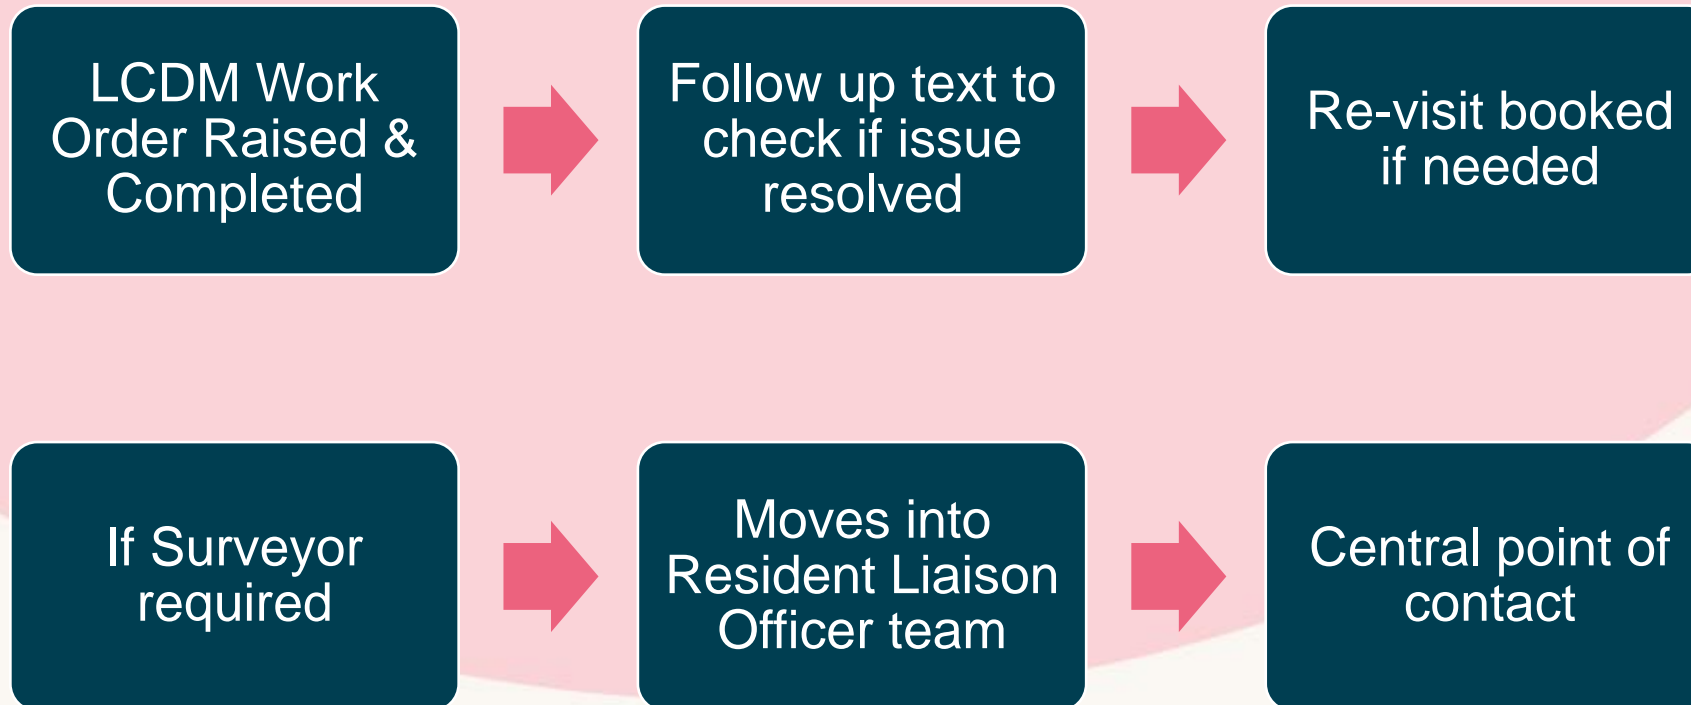 LCDM Work
Order Raised &
Completed
Follow up text to
check if issue
resolved
Re-visit booked
if needed
If Surveyor
required
Moves into
Resident Liaison
Officer team
Central point of
contact